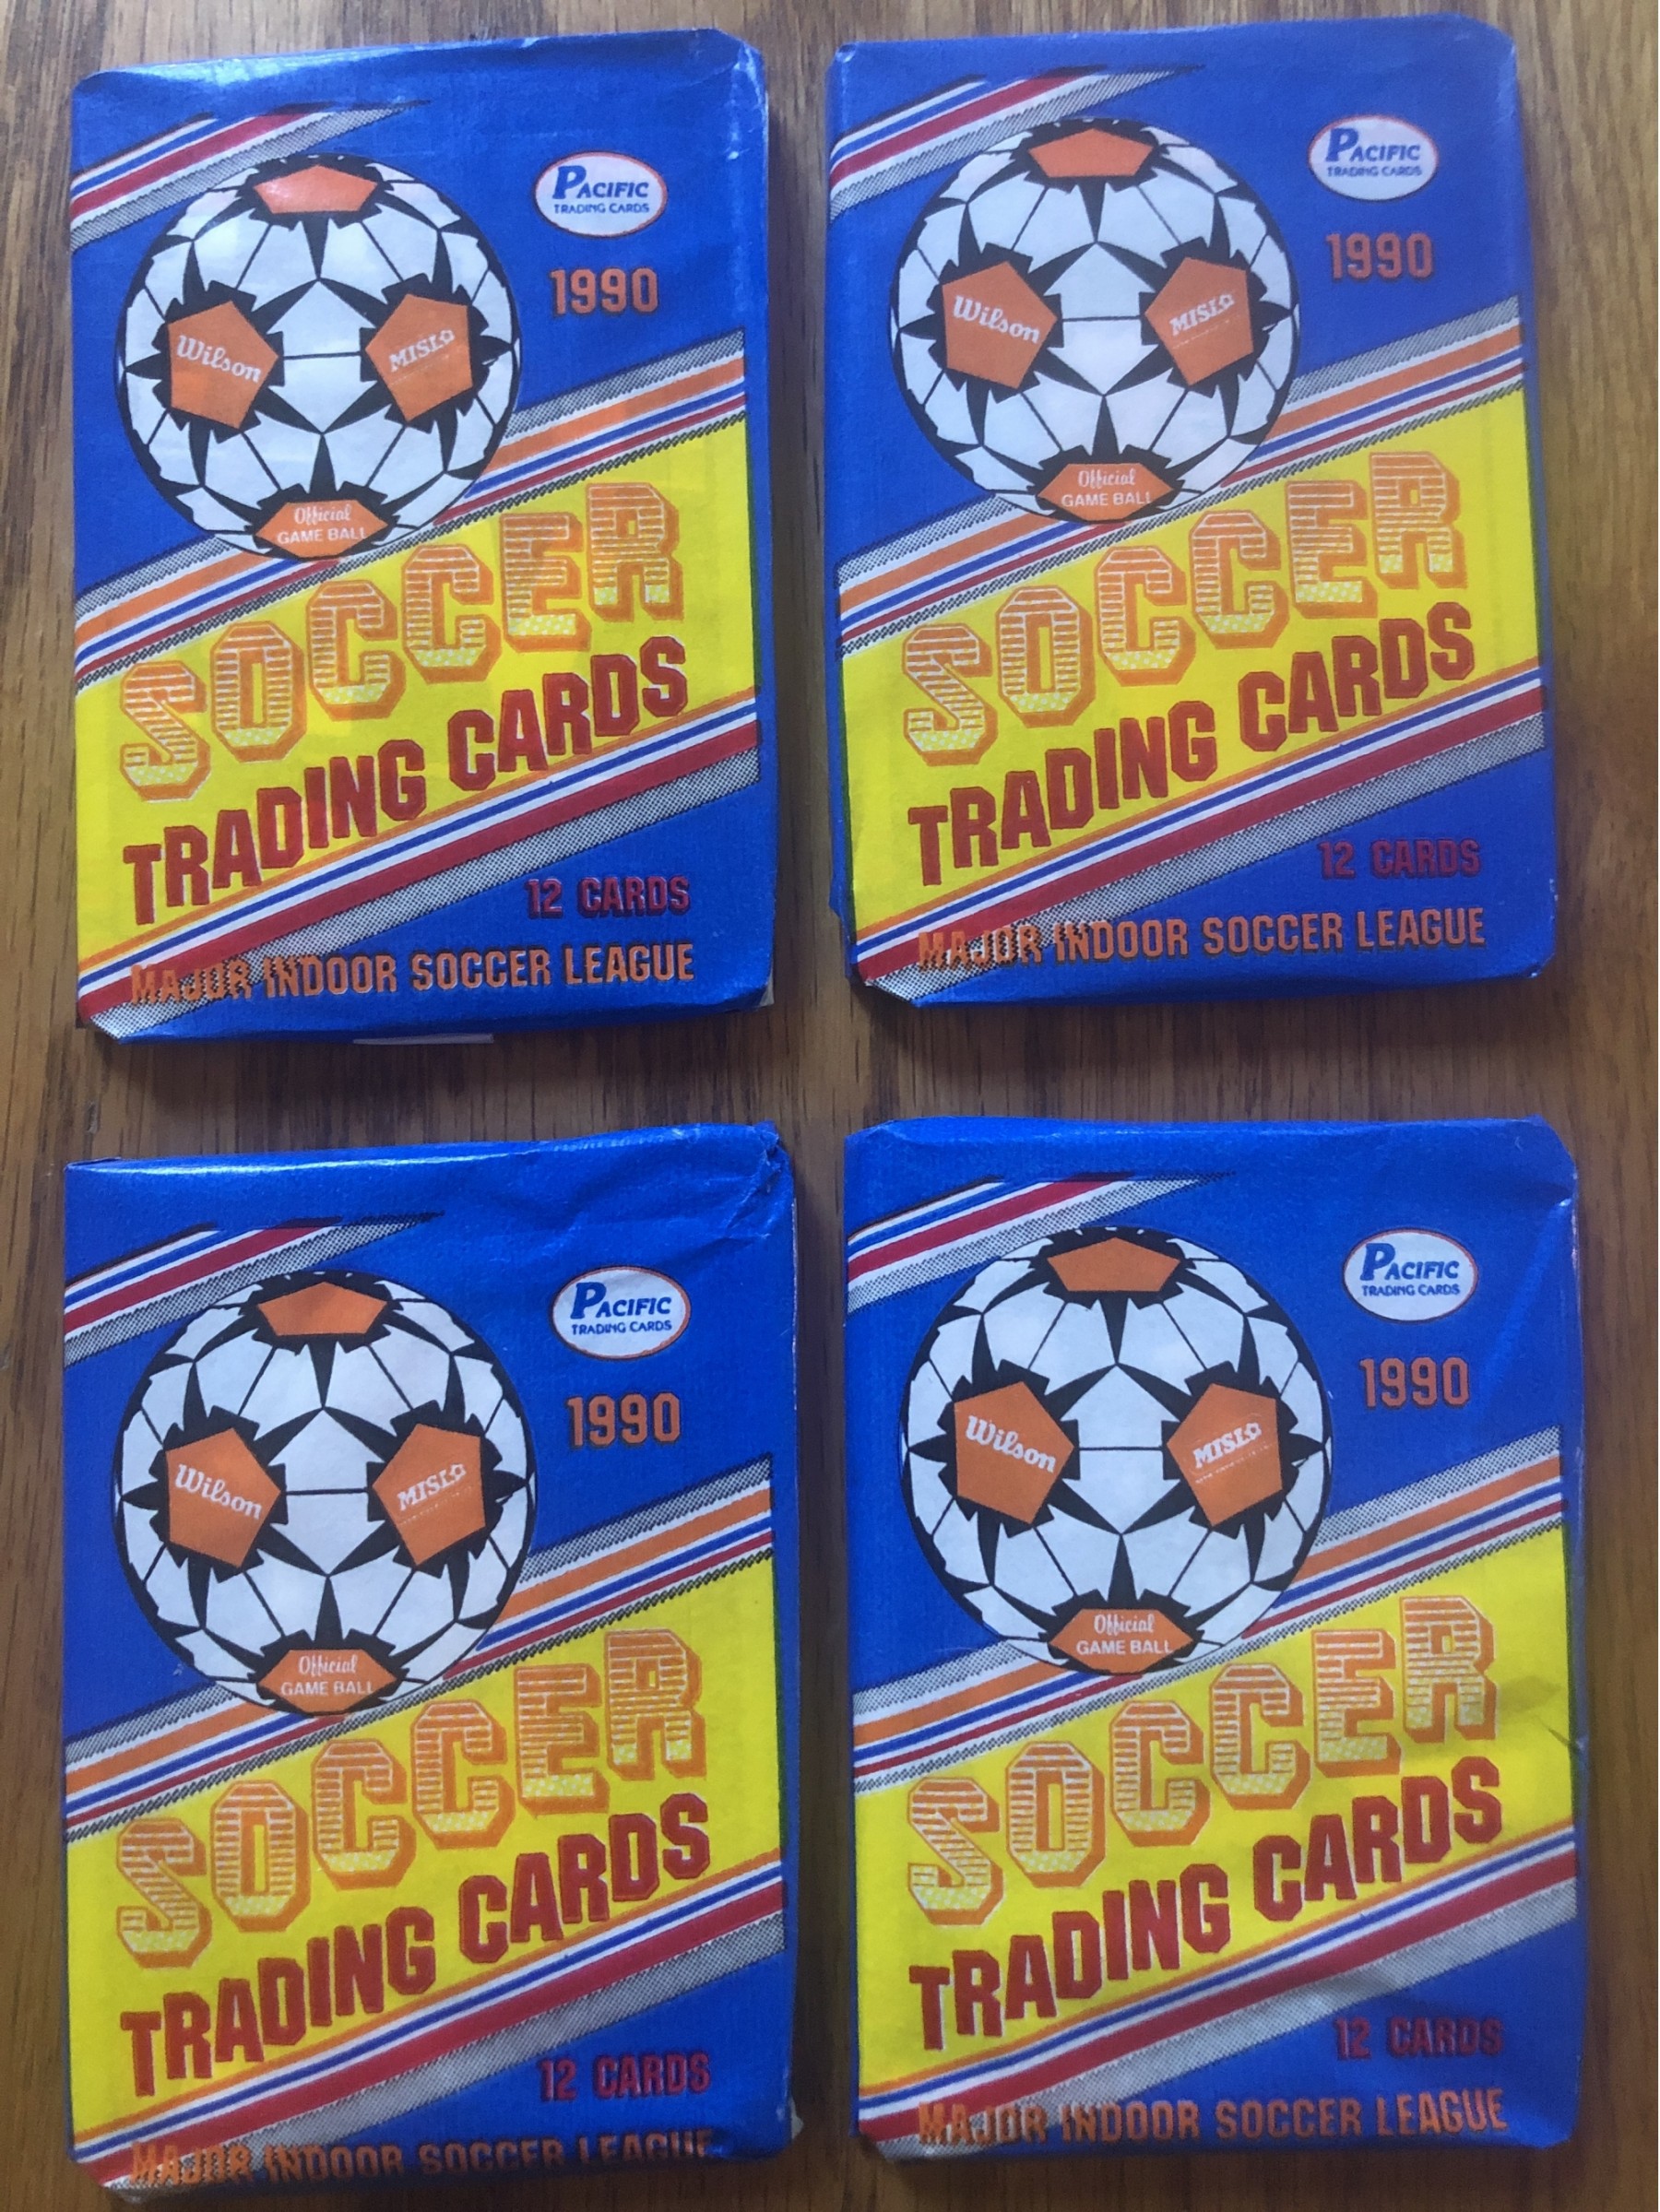 PACIFIC
TRADING CARDS
1990
Wilson
MISL
Official
GAME BALL
SOCCER
TRADING CARDS
12 CARDS
MAJOR INDOOR SOCCER LEAGUE
PACIFIC
TRADING CARDS
1990
Wilson
MISL
Official
GAME BALL
SOCCER
TRADING CARDS
12 CARDS
MAJOR INDOOR SOCCER LEAGUE
PACIFIC
TRADING CARDS
1990
Wilson
MISL
Official
GAME BALL
SOCCER
TRADING CARDS
12 CARDS
MAJOR INDOOR SOCCER LEAGUE
PACIFIC
TRADING CARDS
1990
Wilson
MISL
Official
GAME BALL
SOCCER
TRADING CARDS
12 CARDS
MAJOR INDOOR SOCCER LEAGUE